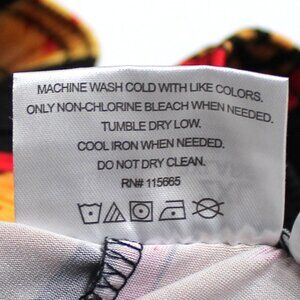 MACHINE WASH COLD WITH LIKE COLORS.
ONLY NON-CHLORINE BLEACH WHEN NEEDED.
TUMBLE DRY LOW.
COOL IRON WHEN NEEDED.
DO NOT DRY CLEAN.
RN# 115665